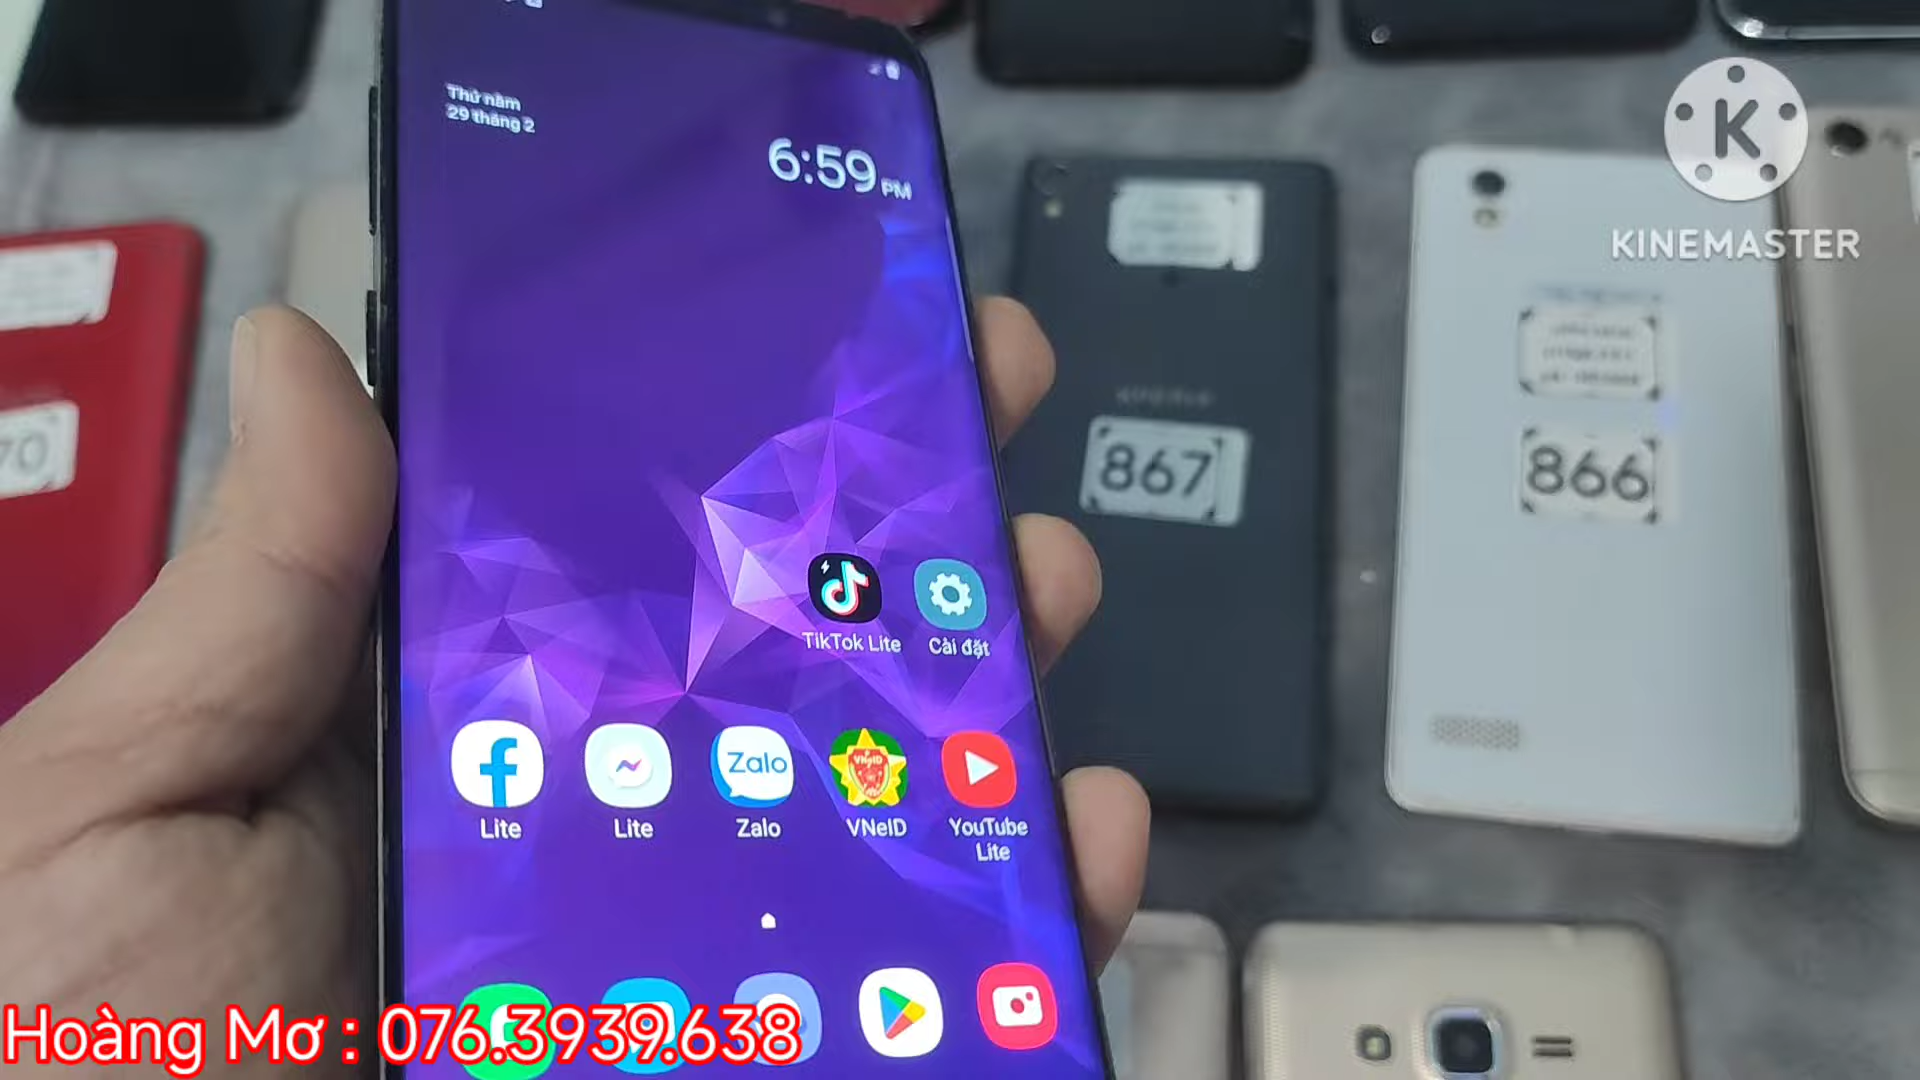 Thứ năm
29 tháng 2
6:59 PM
K
KINEMASTER
70
867
866
TikTok Lite
Cài đặt
Zalo
VNeID
Lite
Lite
Zalo
VNeID
YouTube
Lite
Hoàng Mơ : 076.3939.638